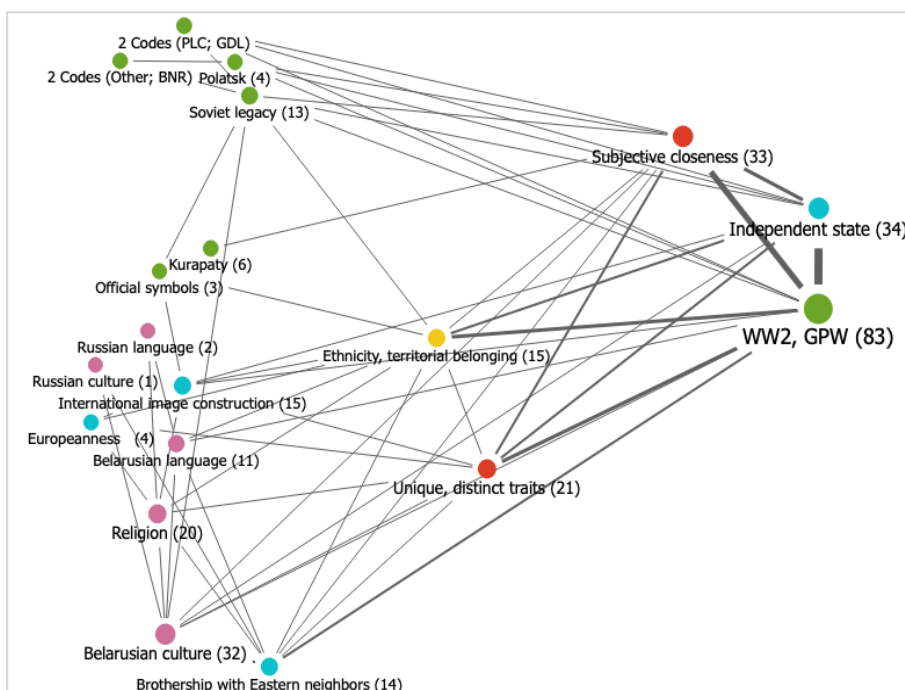 2 Codes (PLC; GDL)
2 Codes (Other; BNR)
Polatsk (4)
Soviet legacy (13)
Subjective closeness (33)
Independent state (34)
Kurapaty (6)
Official symbols (3)
WW2, GPW (83)
Russian language (2)
Ethnicity, territorial belonging (15)
Russian culture (1)
International image construction (15)
Europeanness (4)
Belarusian language (11)
Unique, distinct traits (21)
Religion (20)
Belarusian culture (32)
Brothership with Eastern neighbors (14)